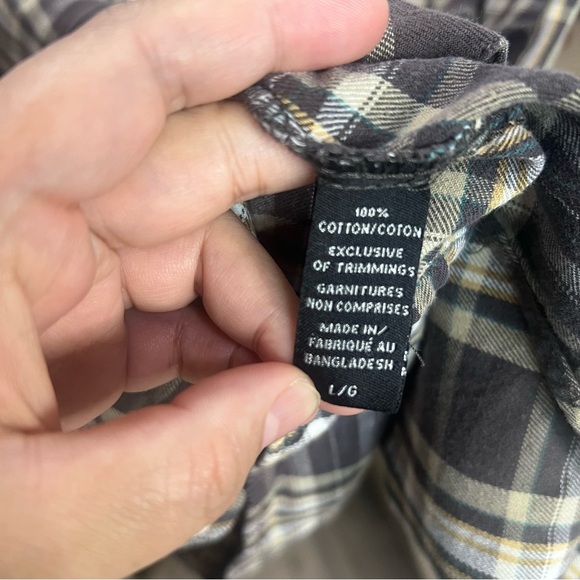 100%
COTTON/COTON
EXCLUSIVE
OF TRIMMINGS
GARNITURES
NON COMPRISES
MADE IN/
FABRIQUÉ AU
BANGLADESH
L/G